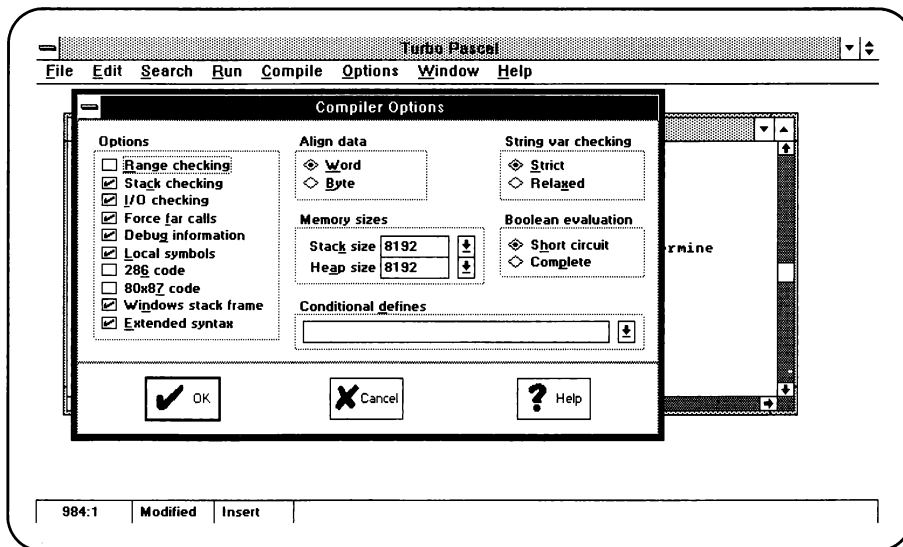 Turbo Pascal
File Edit Search Run Compile Options Window Help
Compiler Options
Options
Range checking
Stack checking
I/O checking
Force far calls
Debug information
Local symbols
286 code
80x87 code
Windows stack frame
Extended syntax
Align data
Word
Byte
Memory sizes
Stack size 8192
Heap size 8192
String var checking
Strict
Relaxed
Boolean evaluation
Short circuit
Complete
Conditional defines
ermine
OK
Cancel
? Help
984:1 Modified Insert